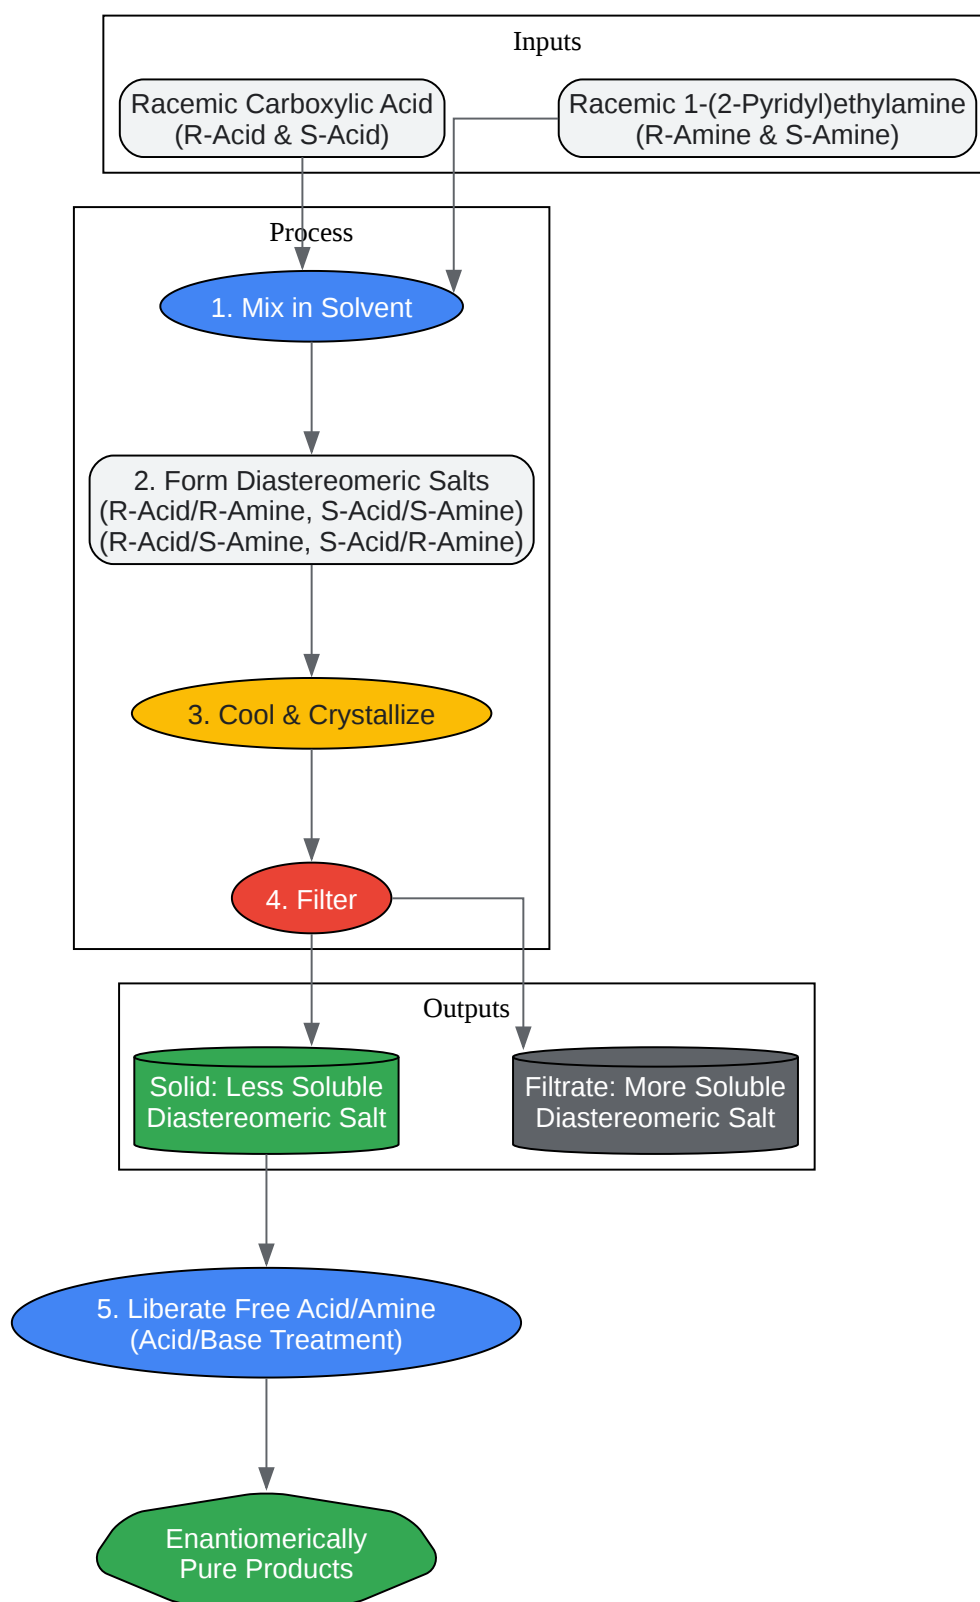 Inputs
Racemic Carboxylic Acid
(R-Acid & S-Acid)
Racemic 1-(2-Pyridyl)ethylamine
(R-Amine & S-Amine)
Process
1. Mix in Solvent
2. Form Diastereomeric Salts
(R-Acid/R-Amine, S-Acid/S-Amine)
(R-Acid/S-Amine, S-Acid/R-Amine)
3. Cool & Crystallize
4. Filter
Outputs
Solid: Less Soluble
Diastereomeric Salt
Filtrate: More Soluble
Diastereomeric Salt
5. Liberate Free Acid/Amine
(Acid/Base Treatment)
Enantiomerically
Pure Products